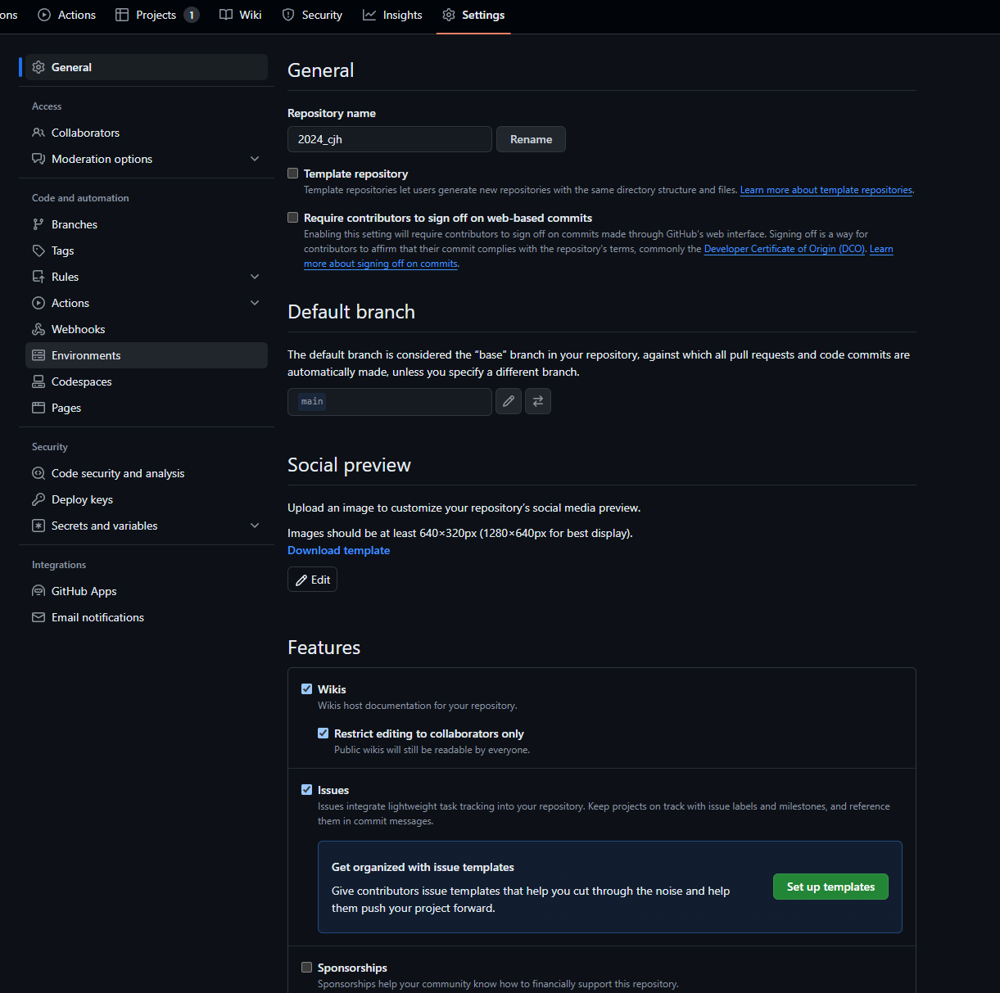 ons
Actions
Projects 1
Wiki
Security
Insights
Settings
General
Access
Collaborators
Moderation options
Code and automation
Branches
Tags
Rules
Actions
Webhooks
Environments
Codespaces
Pages
Security
Code security and analysis
Deploy keys
Secrets and variables
Integrations
GitHub Apps
Email notifications
General
Repository name
2024_cjh
Rename
Template repository
Template repositories let users generate new repositories with the same directory structure and files. Learn more about template repositories.
Require contributors to sign off on web-based commits
Enabling this setting will require contributors to sign off on commits made through GitHub's web interface. Signing off is a way for
contributors to affirm that their commit complies with the repository's terms, commonly the Developer Certificate of Origin (DCO). Learn
more about signing off on commits.
Default branch
The default branch is considered the “base” branch in your repository, against which all pull requests and code commits are
automatically made, unless you specify a different branch.
main
Social preview
Upload an image to customize your repository's social media preview.
Images should be at least 640×320px (1280×640px for best display).
Download template
Edit
Features
Wikis
Wikis host documentation for your repository.
Restrict editing to collaborators only
Public wikis will still be readable by everyone.
Issues
Issues integrate lightweight task tracking into your repository. Keep projects on track with issue labels and milestones, and reference
them in commit messages.
Get organized with issue templates
Give contributors issue templates that help you cut through the noise and help
them push your project forward.
Set up templates
Sponsorships
Sponsorships help your community know how to financially support this repository.